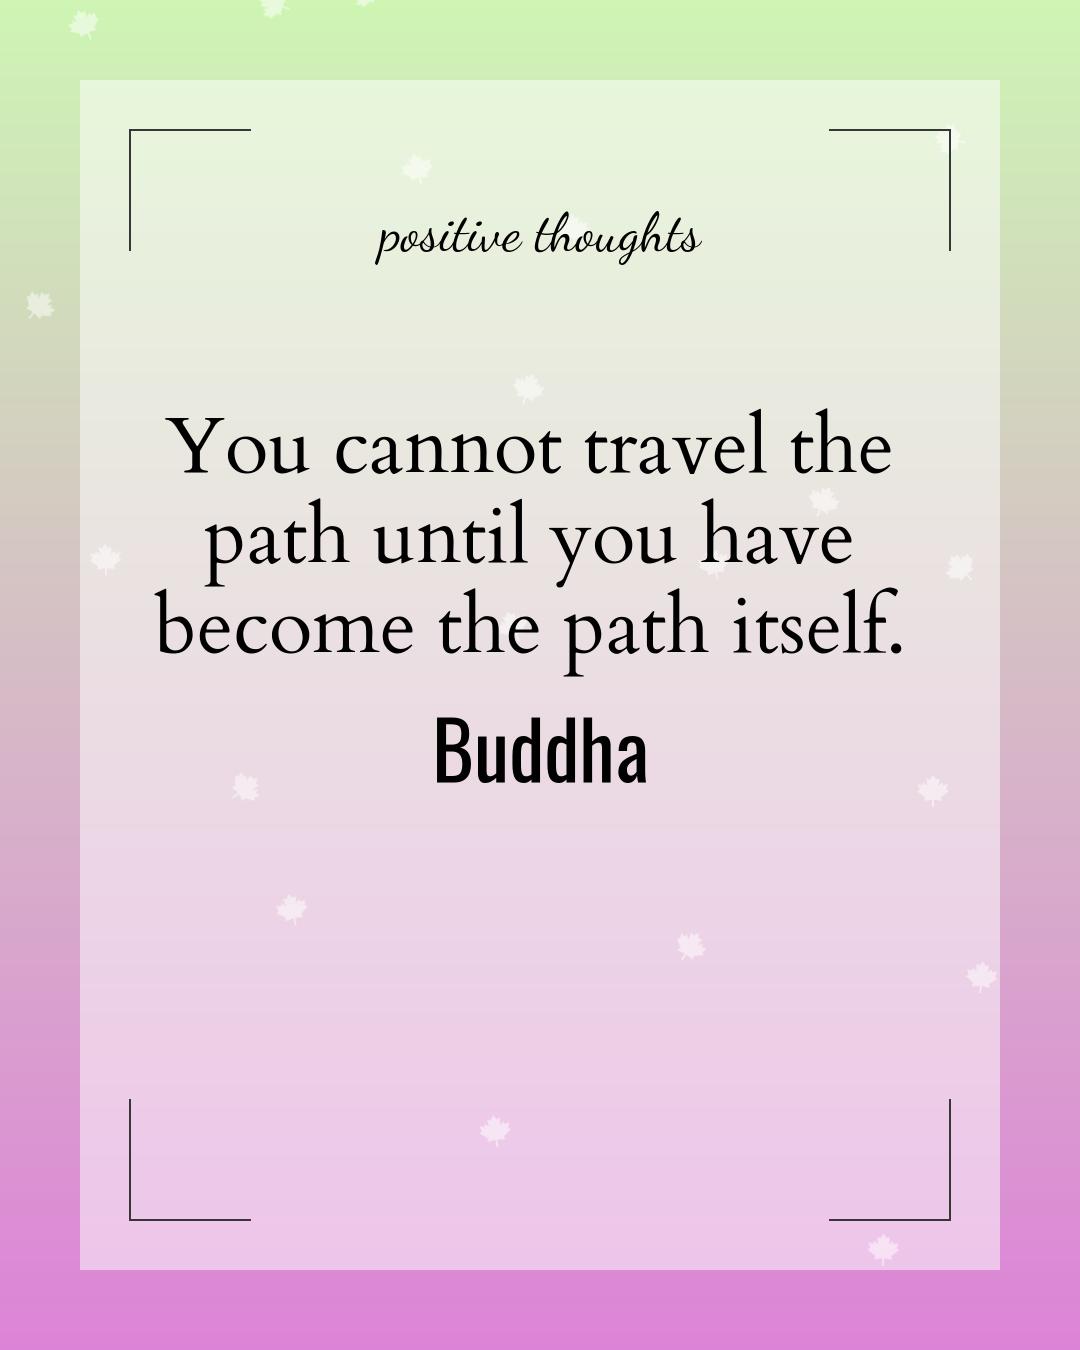 positive thoughts
You cannot travel the
path until you have
become the path itself.
Buddha